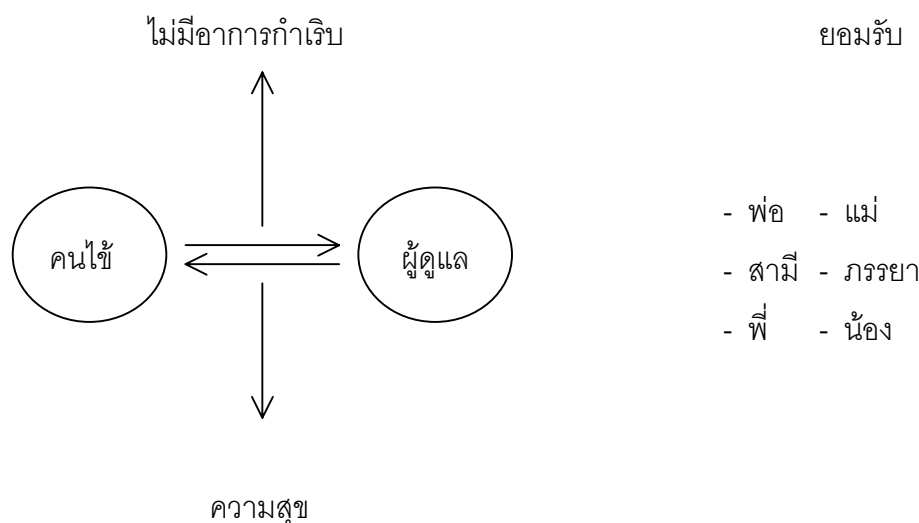 ไม่มีอาการกำเริบ ยอมรับ
- พ่อ - แม่
คนไข้ ผู้ดูแล
- สามี - ภรรยา
- พี่ - น้อง
ความสุข